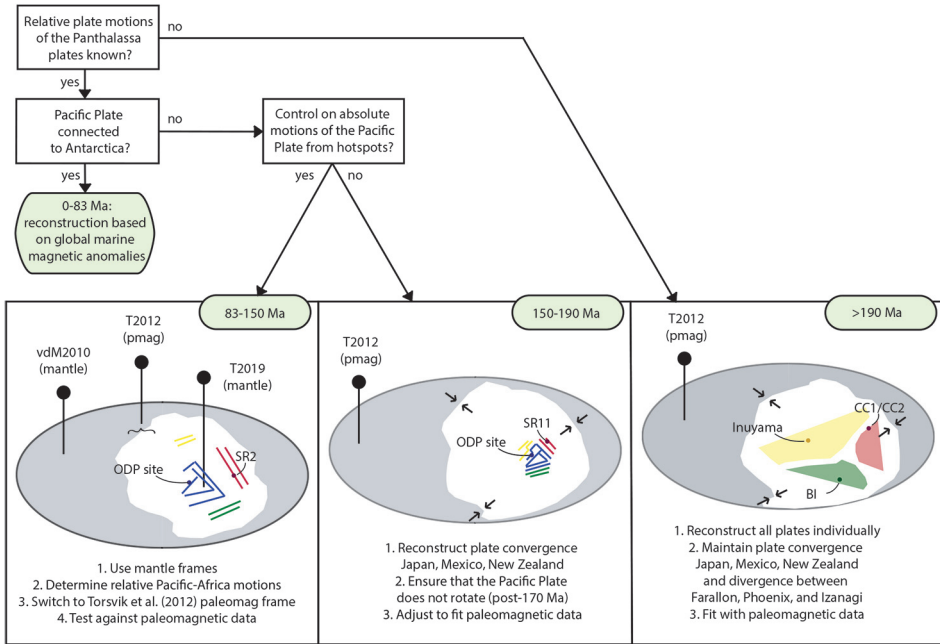 Relative plate motions
of the Panthalassa
plates known?
no
yes
Pacific Plate
connected
to Antarctica?
no
Control on absolute
motions of the Pacific
Plate from hotspots?
yes
yes
no
0-83 Ma:
reconstruction based
on global marine
magnetic anomalies
83-150 Ma
vdM2010
(mantle)
T2012
(pmag)
T2019
(mantle)
ODP site
SR2
1. Use mantle frames
2. Determine relative Pacific-Africa motions
3. Switch to Torsvik et al. (2012) paleomag frame
4. Test against paleomagnetic data
150-190 Ma
T2012
(pmag)
SR11
ODP site
1. Reconstruct plate convergence
Japan, Mexico, New Zealand
2. Ensure that the Pacific Plate
does not rotate (post-170 Ma)
3. Adjust to fit paleomagnetic data
>190 Ma
T2012
(pmag)
CC1/CC2
Inuyama
BI
1. Reconstruct all plates individually
2. Maintain plate convergence
Japan, Mexico, New Zealand
and divergence between
Farallon, Phoenix, and Izanagi
3. Fit with paleomagnetic data